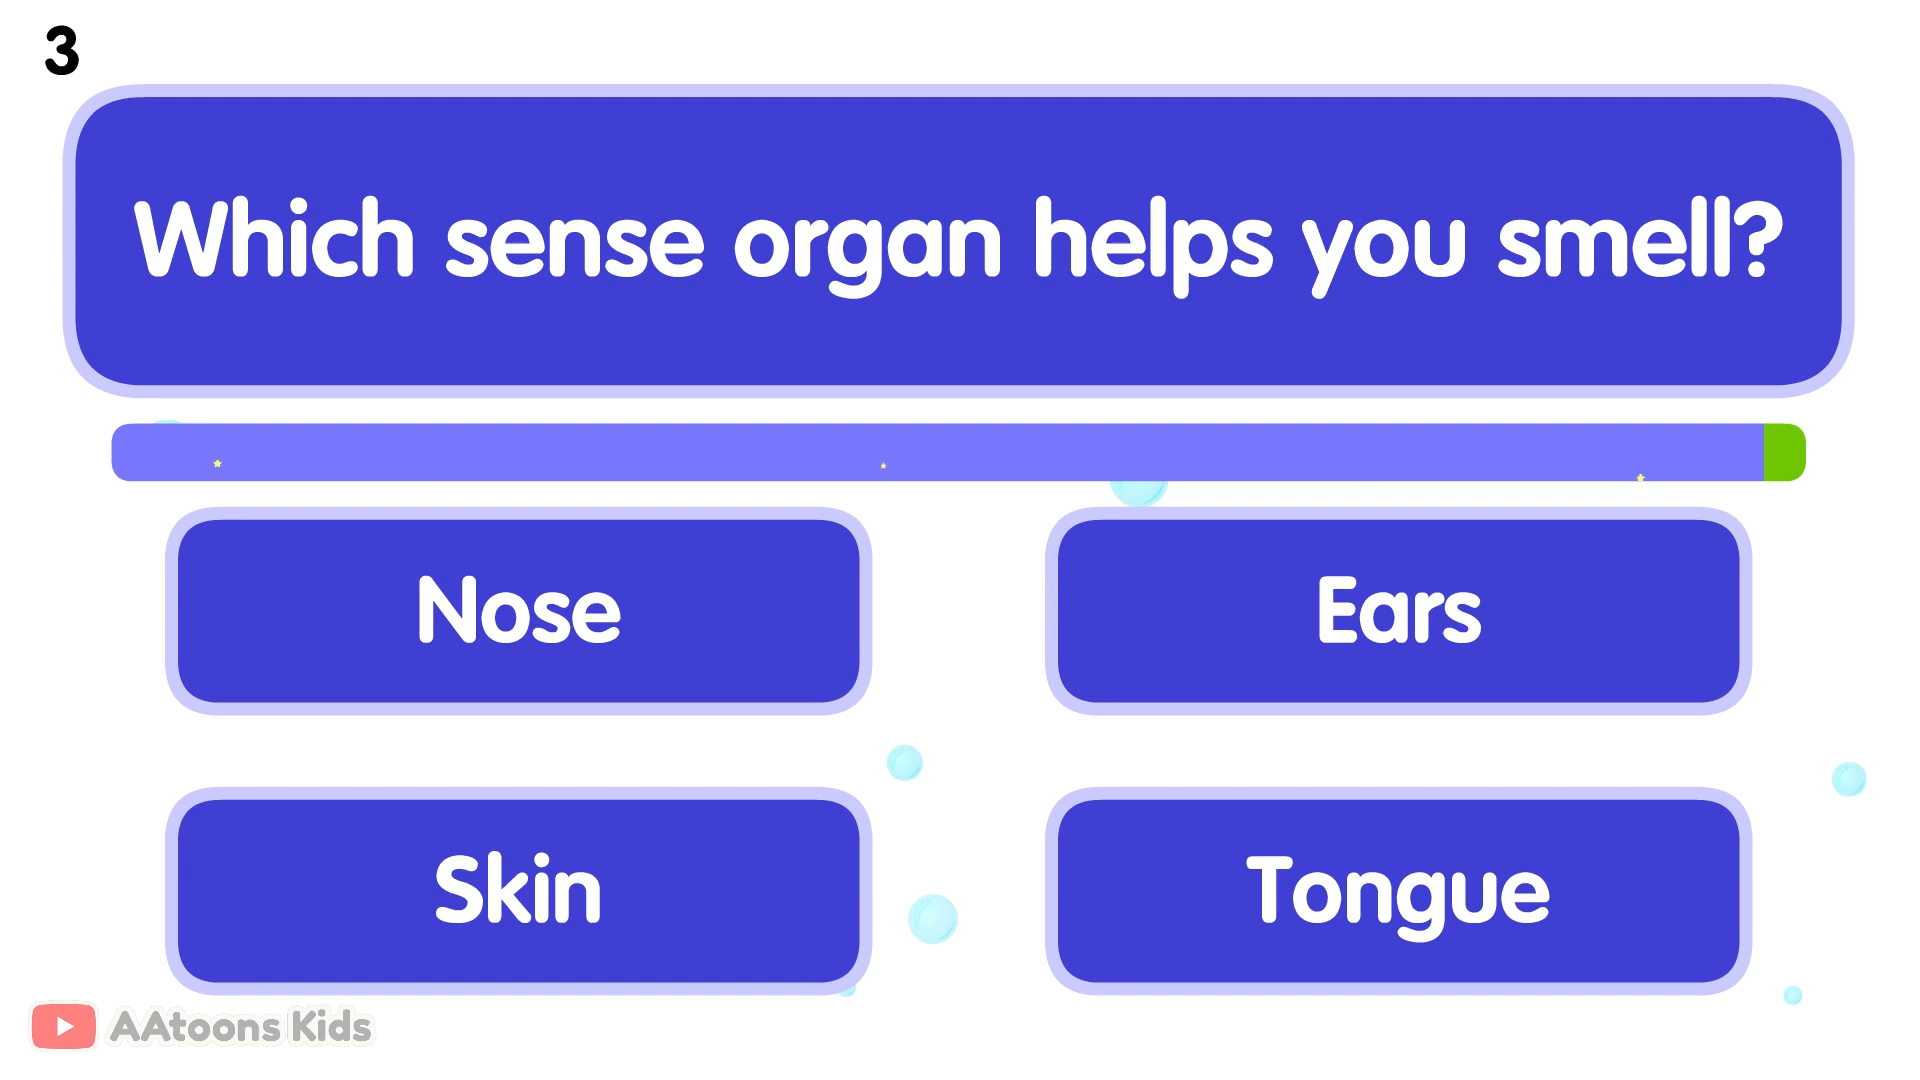 3
Which sense organ helps you smell?
Nose
Ears
Skin
Tongue
AAtoons Kids